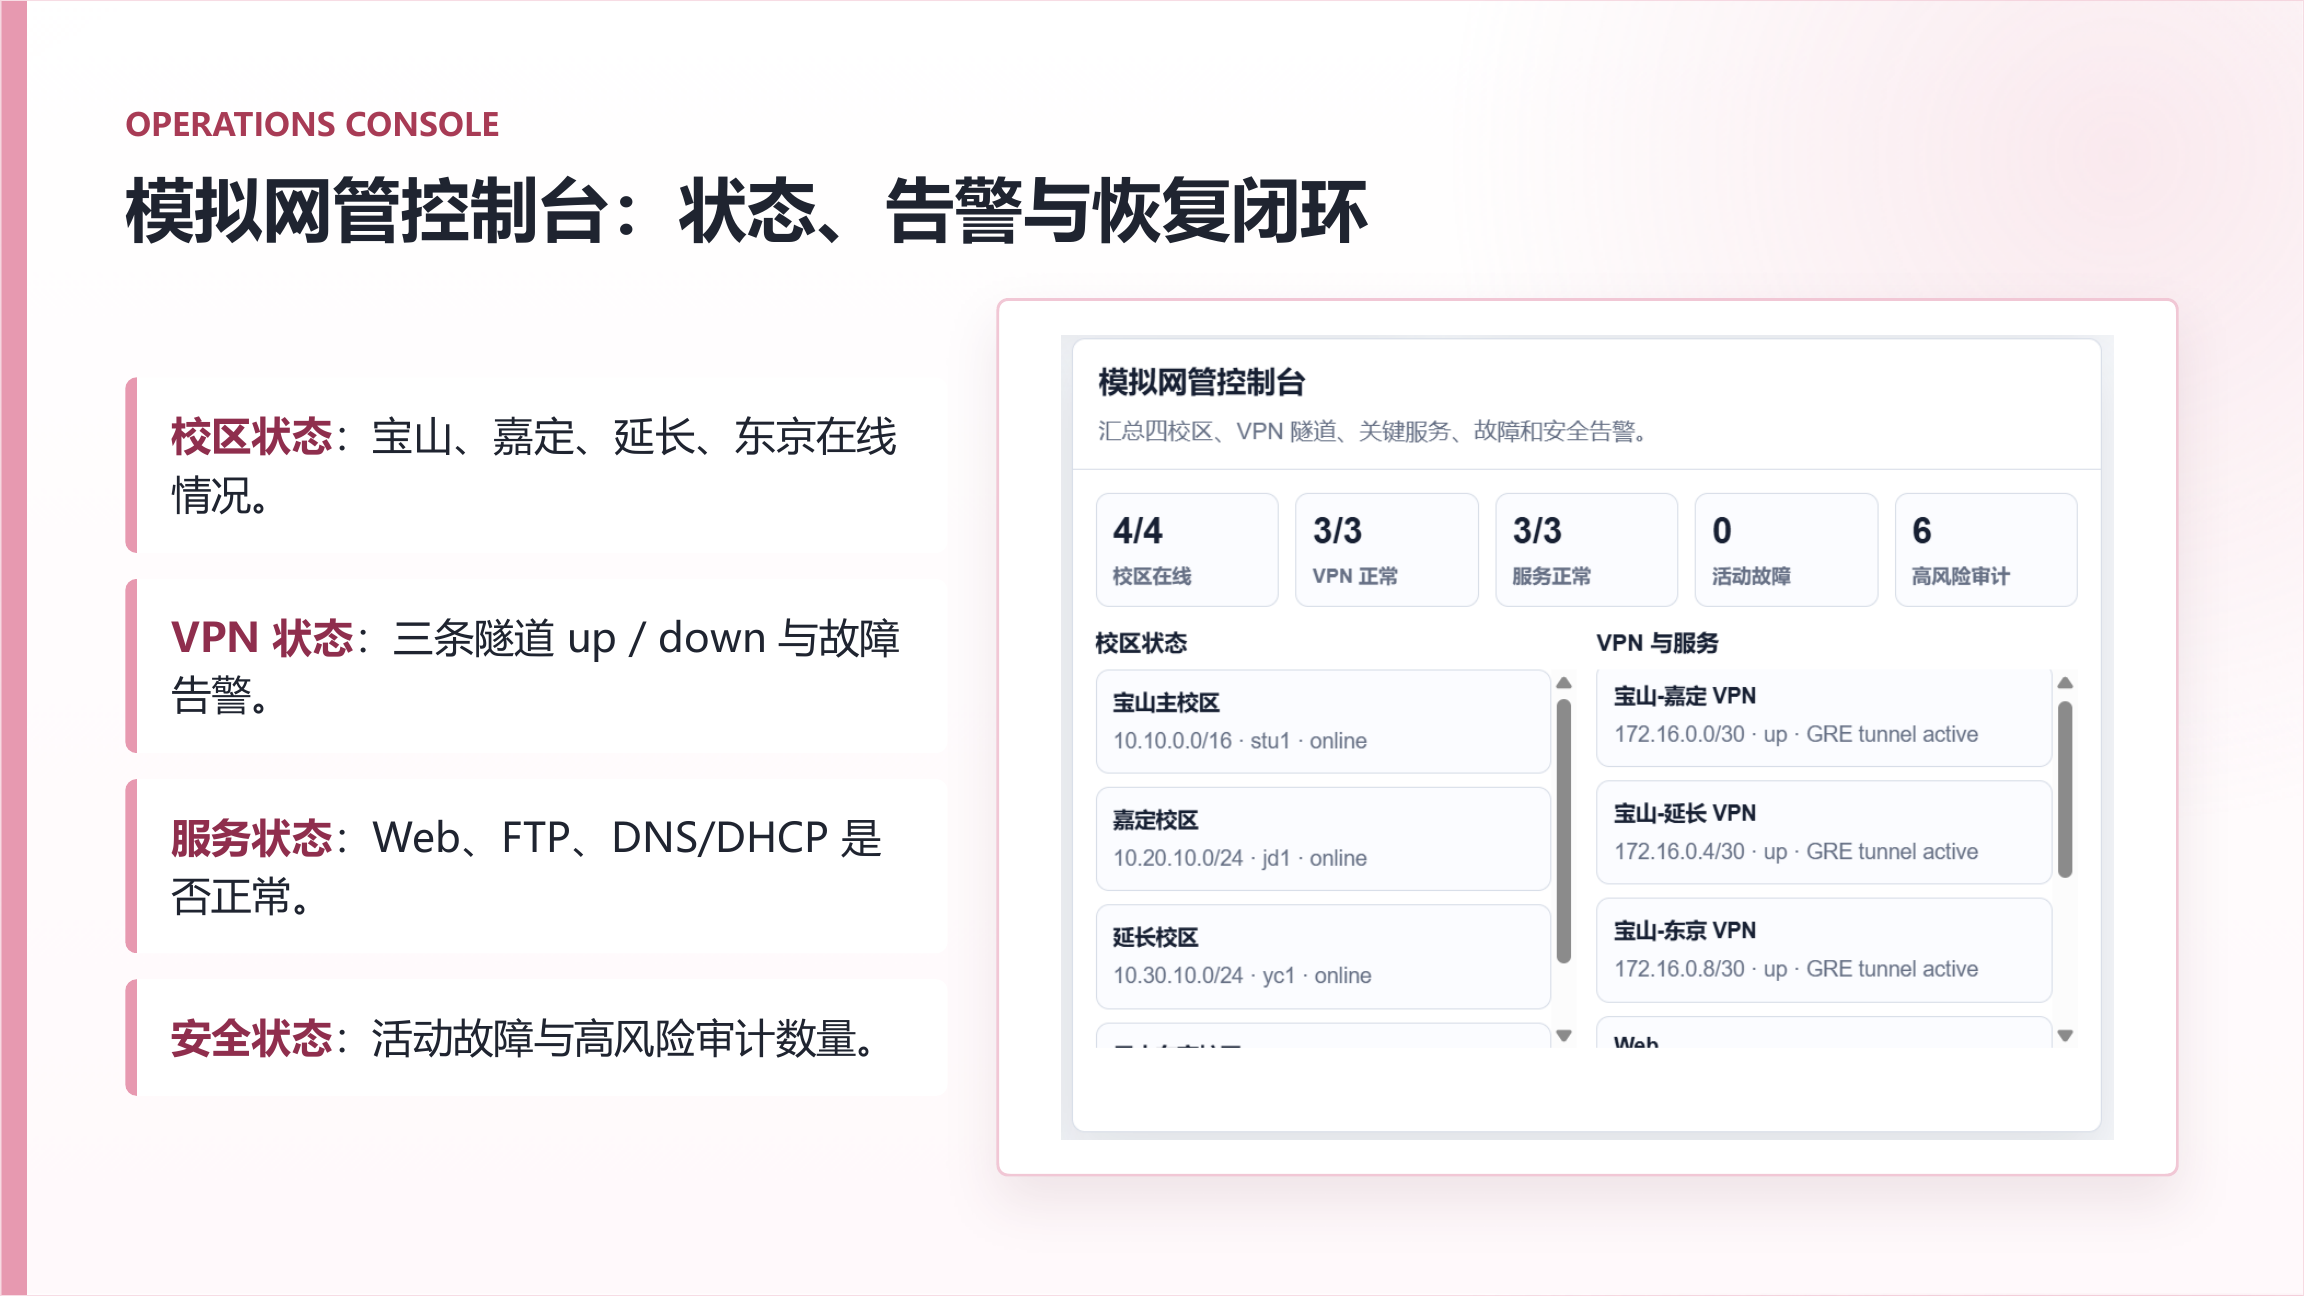 OPERATIONS CONSOLE
模拟网管控制台：状态、告警与恢复闭环
校区状态：宝山、嘉定、延长、东京在线
情况。
VPN 状态：三条隧道 up / down 与故障
告警。
服务状态：Web、FTP、DNS/DHCP 是
否正常。
安全状态：活动故障与高风险审计数量。
模拟网管控制台
汇总四校区、VPN 隧道、关键服务、故障和安全告警。
4/4
校区在线
3/3
VPN 正常
3/3
服务正常
0
活动故障
6
高风险审计
校区状态
宝山主校区
10.10.0.0/16 · stu1 · online
嘉定校区
10.20.10.0/24 · jd1 · online
延长校区
10.30.10.0/24 · yc1 · online
VPN 与服务
宝山-嘉定 VPN
172.16.0.0/30 · up · GRE tunnel active
宝山-延长 VPN
172.16.0.4/30 · up · GRE tunnel active
宝山-东京 VPN
172.16.0.8/30 · up · GRE tunnel active
Web